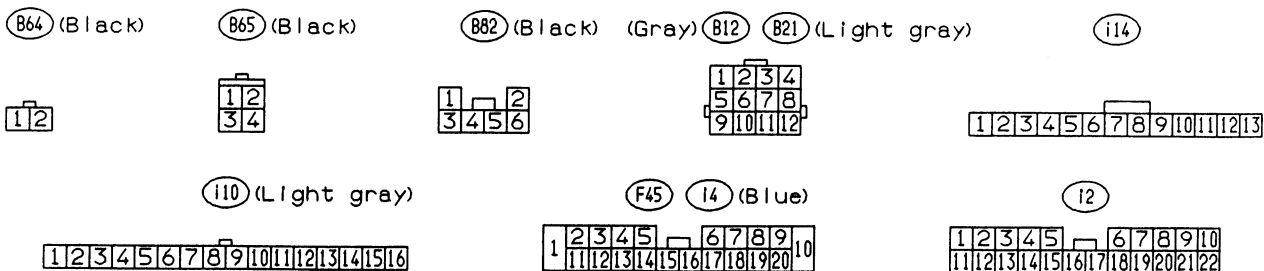 B64 (Black) B65 (Black) B82 (Black) (Gray) B12 B21 (Light gray) i14
1 2
1 2
3 4
1 2
3 4 5 6
1 2 3 4
5 6 7 8
9 10 11 12
1 2 3 4 5 6 7 8 9 10 11 12 13
i10 (Light gray) F45 i4 (Blue) i2
1 2 3 4 5 6 7 8 9 10 11 12 13 14 15 16
1 2 3 4 5 6 7 8 9 10
11 12 13 14 15 16 17 18 19 20
1 2 3 4 5 6 7 8 9 10
11 12 13 14 15 16 17 18 19 20 21 22